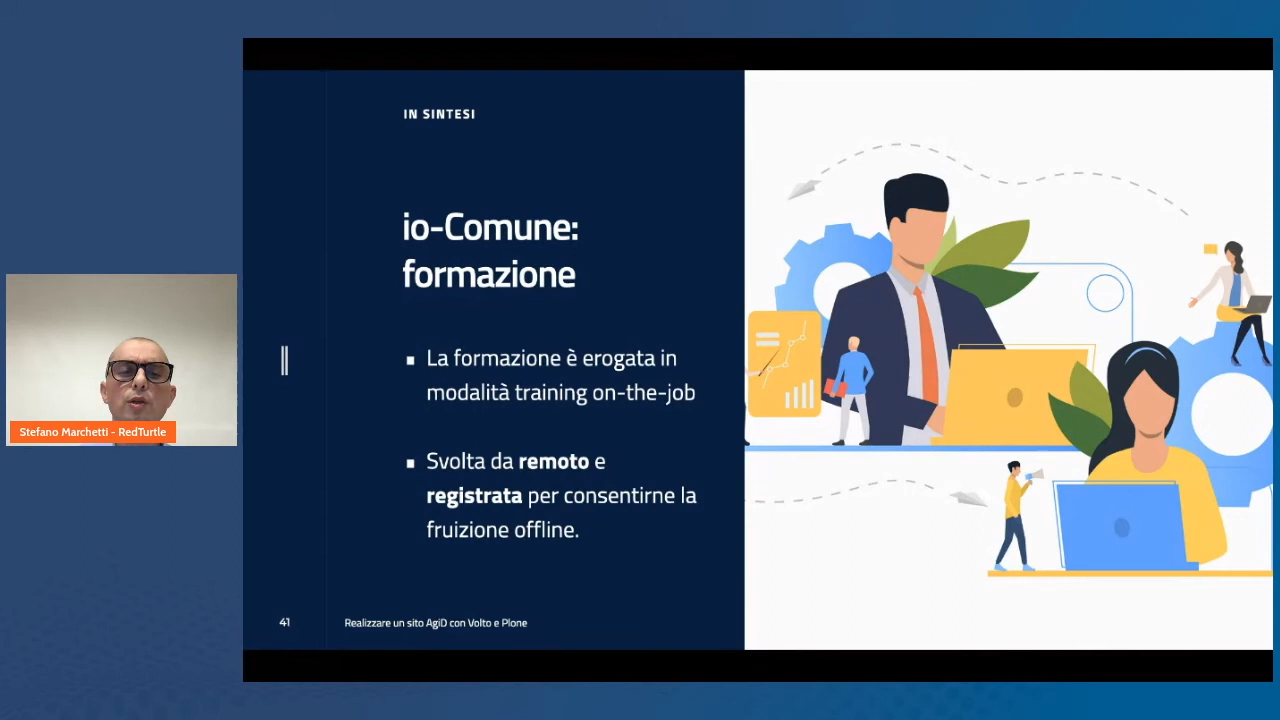 IN SINTESI
io-Comune:
formazione
▪ La formazione è erogata in
modalità training on-the-job
▪ Svolta da remoto e
registrata per consentirne la
fruizione offline.
41
Realizzare un sito AgiD con Volto e Plone
Stefano Marchetti - RedTurtle